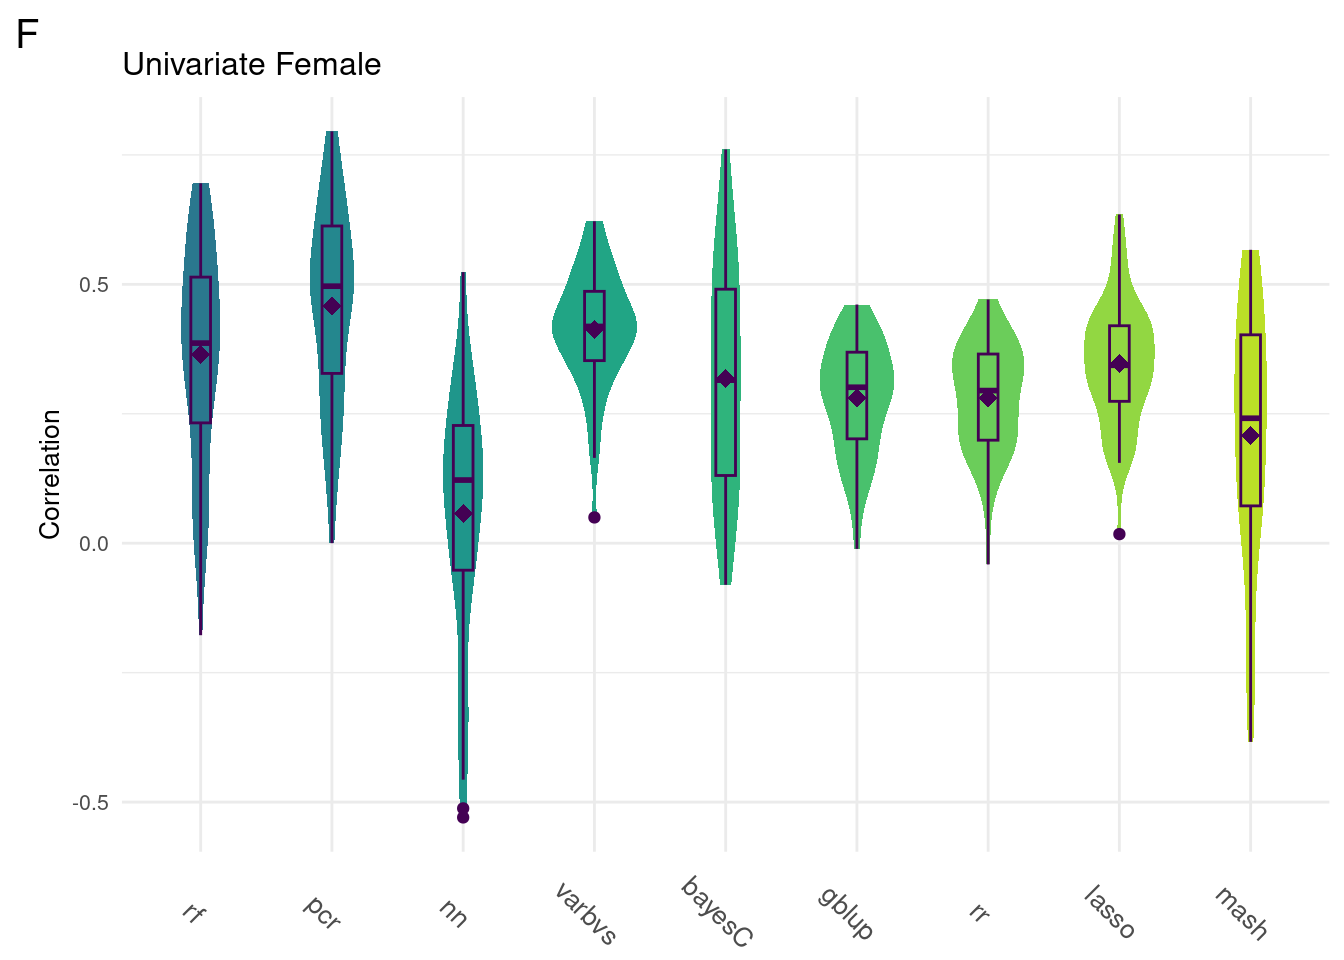 F
Univariate Female
Correlation
0.5
0.0
-0.5
rf
pcr
nn
varbvs
bayesC
gblup
rr
lasso
mash